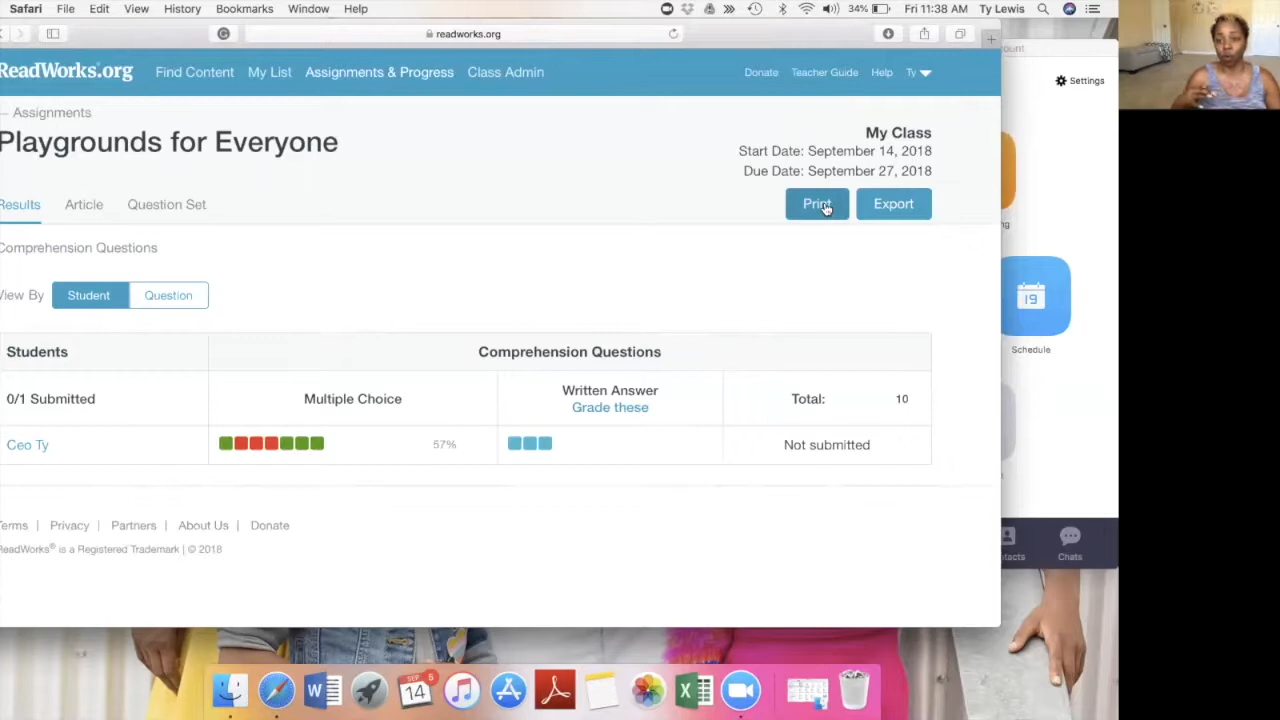 Safari File Edit View History Bookmarks Window Help 34% Fri 11:38 AM Ty Lewis
readworks.org
ReadWorks.org Find Content My List Assignments & Progress Class Admin Donate Teacher Guide Help Ty
Settings
Assignments
Playgrounds for Everyone
My Class
Start Date: September 14, 2018
Due Date: September 27, 2018
Results Article Question Set Print Export
Comprehension Questions
View By Student Question
Students Comprehension Questions
0/1 Submitted Multiple Choice Written Answer Grade these Total: 10
Ceo Ty 57% Not submitted
19
Schedule
Terms | Privacy | Partners | About Us | Donate
ReadWorks® is a Registered Trademark | © 2018
Chats
SEP
14